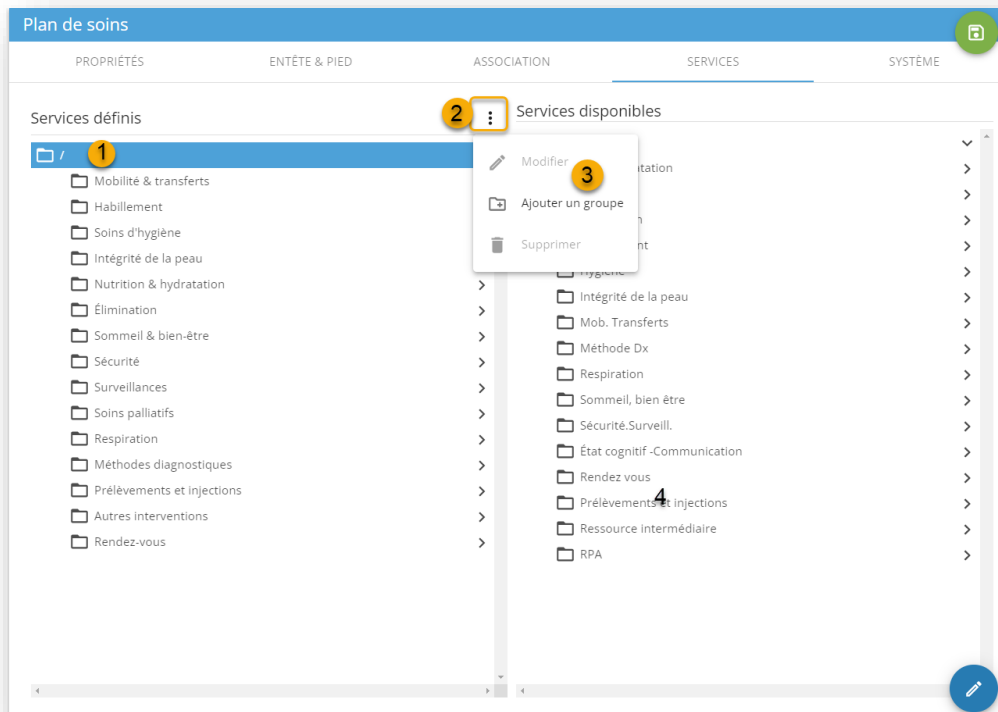 Plan de soins
PROPRIÉTÉS
ENTÊTE & PIED
ASSOCIATION
SERVICES
SYSTÈME
Services définis
2
Services disponibles
/
1
Mobilité & transferts
Habillement
Soins d'hygiène
Intégrité de la peau
Nutrition & hydratation
Élimination
Sommeil & bien-être
Sécurité
Surveillances
Soins palliatifs
Respiration
Méthodes diagnostiques
Prélèvements et injections
Autres interventions
Rendez-vous
Modifier
3
Ajouter un groupe
Supprimer
tation
n
nt
Hygiène
Intégrité de la peau
Mob. Transferts
Méthode Dx
Respiration
Sommeil, bien être
Sécurité.Surveill.
État cognitif -Communication
Rendez vous
4
Prélèvements et injections
Ressource intermédiaire
RPA